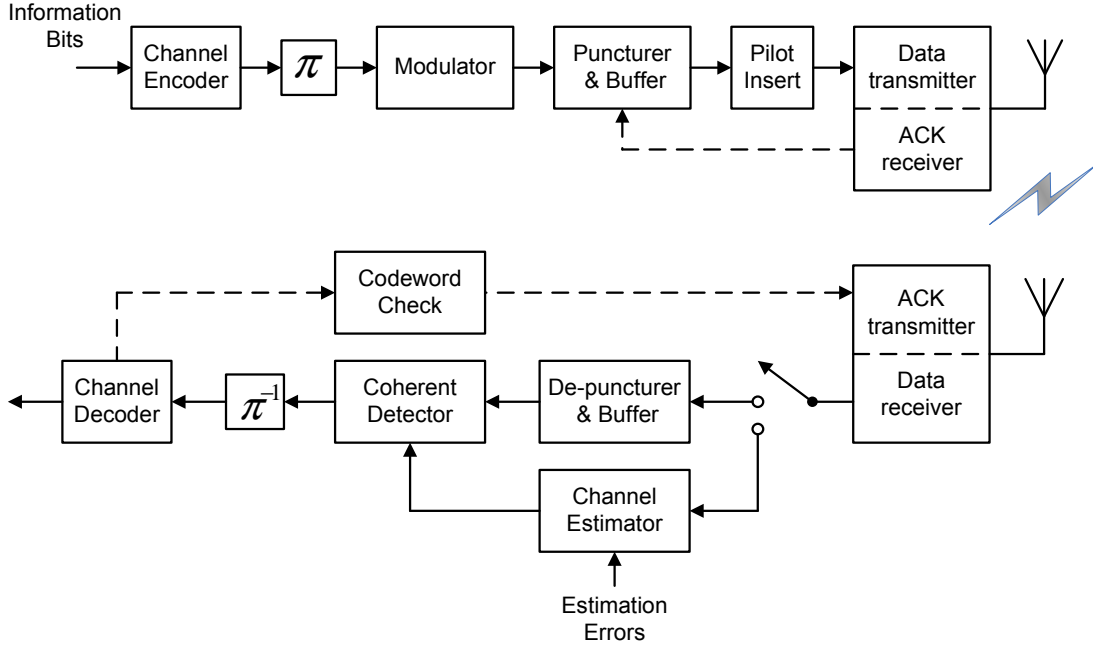 Information
Bits
Channel
Encoder
π
Modulator
Puncturer
& Buffer
Pilot
Insert
Data
transmitter
ACK
receiver
Codeword
Check
ACK
transmitter
Channel
Decoder
π⁻¹
Coherent
Detector
De-puncturer
& Buffer
Data
receiver
Channel
Estimator
Estimation
Errors